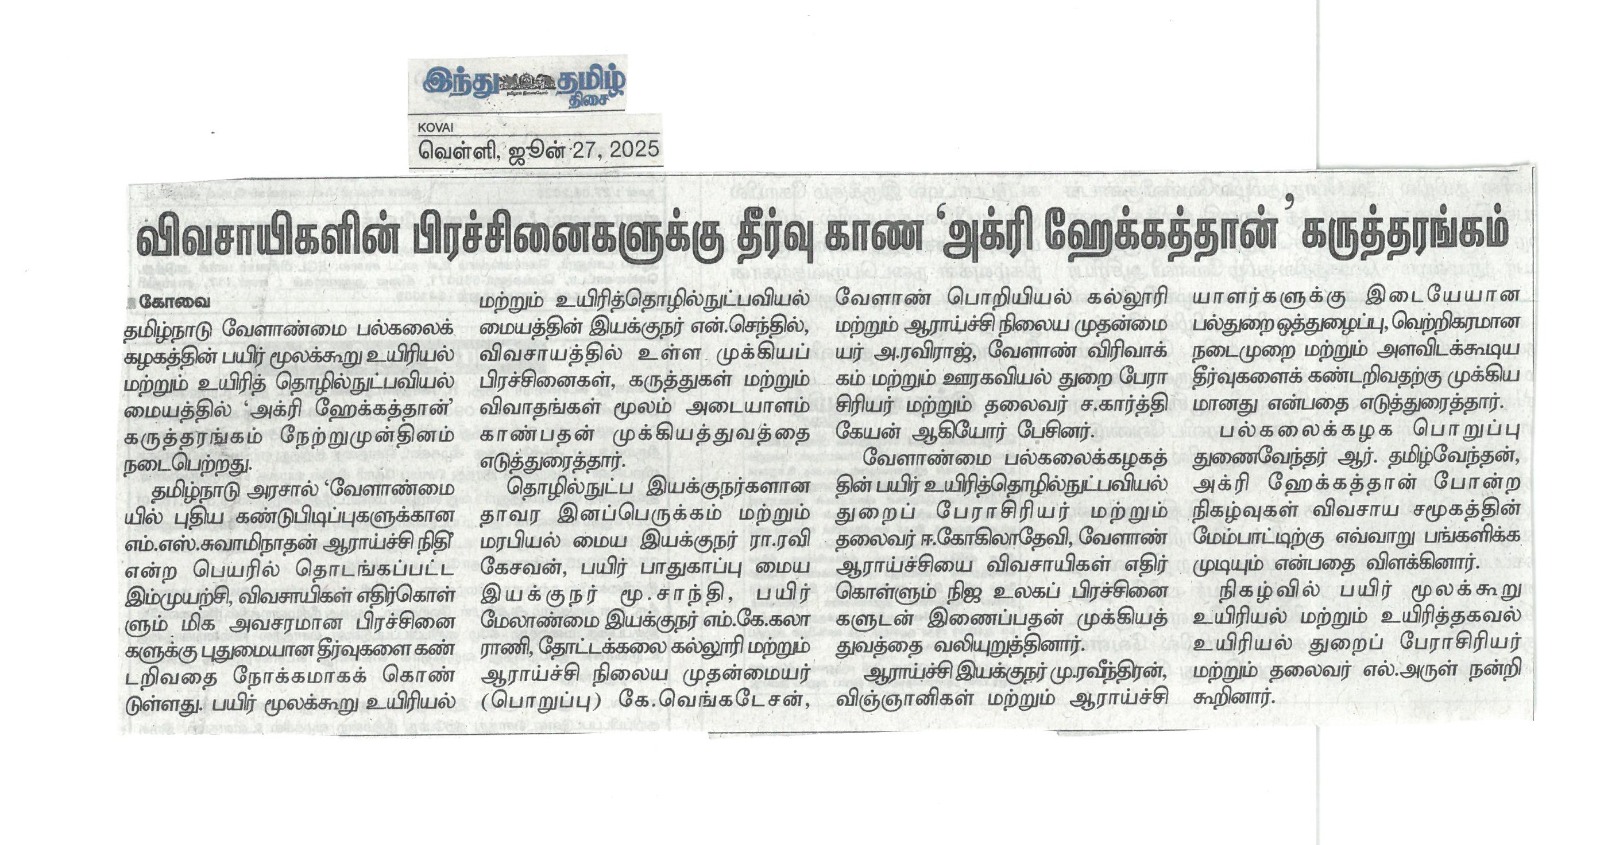 இந்து தமிழ்
திசை
KOVAI
வெள்ளி, ஜூன் 27, 2025
விவசாயிகளின் பிரச்சினைகளுக்கு தீர்வு காண ‘அக்ரி ஹேக்கத்தான்’ கருத்தரங்கம்
கோவை
தமிழ்நாடு வேளாண்மை பல்கலைக்
கழகத்தின் பயிர் மூலக்கூறு உயிரியல்
மற்றும் உயிரித் தொழில்நுட்பவியல்
மையத்தில் ‘அக்ரி ஹேக்கத்தான்’
கருத்தரங்கம் நேற்றுமுன்தினம்
நடைபெற்றது.
தமிழ்நாடு அரசால் ‘வேளாண்மை
யில் புதிய கண்டுபிடிப்புகளுக்கான
எம்.எஸ்.சுவாமிநாதன் ஆராய்ச்சி நிதி’
என்ற பெயரில் தொடங்கப்பட்ட
இம்முயற்சி, விவசாயிகள் எதிர்கொள்
ளும் மிக அவசரமான பிரச்சினை
களுக்கு புதுமையான தீர்வுகளை கண்
டறிவதை நோக்கமாகக் கொண்
டுள்ளது. பயிர் மூலக்கூறு உயிரியல்
மற்றும் உயிரித்தொழில்நுட்பவியல்
மையத்தின் இயக்குநர் என்.செந்தில்,
விவசாயத்தில் உள்ள முக்கியப்
பிரச்சினைகள், கருத்துகள் மற்றும்
விவாதங்கள் மூலம் அடையாளம்
காண்பதன் முக்கியத்துவத்தை
எடுத்துரைத்தார்.
தொழில்நுட்ப இயக்குநர்களான
தாவர இனப்பெருக்கம் மற்றும்
மரபியல் மைய இயக்குநர் ரா.ரவி
கேசவன், பயிர் பாதுகாப்பு மைய
இயக்குநர் மூ.சாந்தி, பயிர்
மேலாண்மை இயக்குநர் எம்.கே.கலா
ராணி, தோட்டக்கலை கல்லூரி மற்றும்
ஆராய்ச்சி நிலைய முதன்மையர்
(பொறுப்பு) கே.வெங்கடேசன்,
வேளாண் பொறியியல் கல்லூரி
மற்றும் ஆராய்ச்சி நிலைய முதன்மை
யர் அ.ரவிராஜ், வேளாண் விரிவாக்
கம் மற்றும் ஊரகவியல் துறை பேரா
சிரியர் மற்றும் தலைவர் ச.கார்த்தி
கேயன் ஆகியோர் பேசினர்.
வேளாண்மை பல்கலைக்கழகத்
தின் பயிர் உயிரித்தொழில்நுட்பவியல்
துறைப் பேராசிரியர் மற்றும்
தலைவர் ஈ.கோகிலாதேவி, வேளாண்
ஆராய்ச்சியை விவசாயிகள் எதிர்
கொள்ளும் நிஜ உலகப் பிரச்சினை
களுடன் இணைப்பதன் முக்கியத்
துவத்தை வலியுறுத்தினார்.
ஆராய்ச்சி இயக்குநர் மு.ரவீந்திரன்,
விஞ்ஞானிகள் மற்றும் ஆராய்ச்சி
யாளர்களுக்கு இடையேயான
பல்துறை ஒத்துழைப்பு, வெற்றிகரமான
நடைமுறை மற்றும் அளவிடக்கூடிய
தீர்வுகளைக் கண்டறிவதற்கு முக்கிய
மானது என்பதை எடுத்துரைத்தார்.
பல்கலைக்கழக பொறுப்பு
துணைவேந்தர் ஆர். தமிழ்வேந்தன்,
அக்ரி ஹேக்கத்தான் போன்ற
நிகழ்வுகள் விவசாய சமூகத்தின்
மேம்பாட்டிற்கு எவ்வாறு பங்களிக்க
முடியும் என்பதை விளக்கினார்.
நிகழ்வில் பயிர் மூலக்கூறு
உயிரியல் மற்றும் உயிரித்தகவல்
உயிரியல் துறைப் பேராசிரியர்
மற்றும் தலைவர் எல்.அருள் நன்றி
கூறினார்.